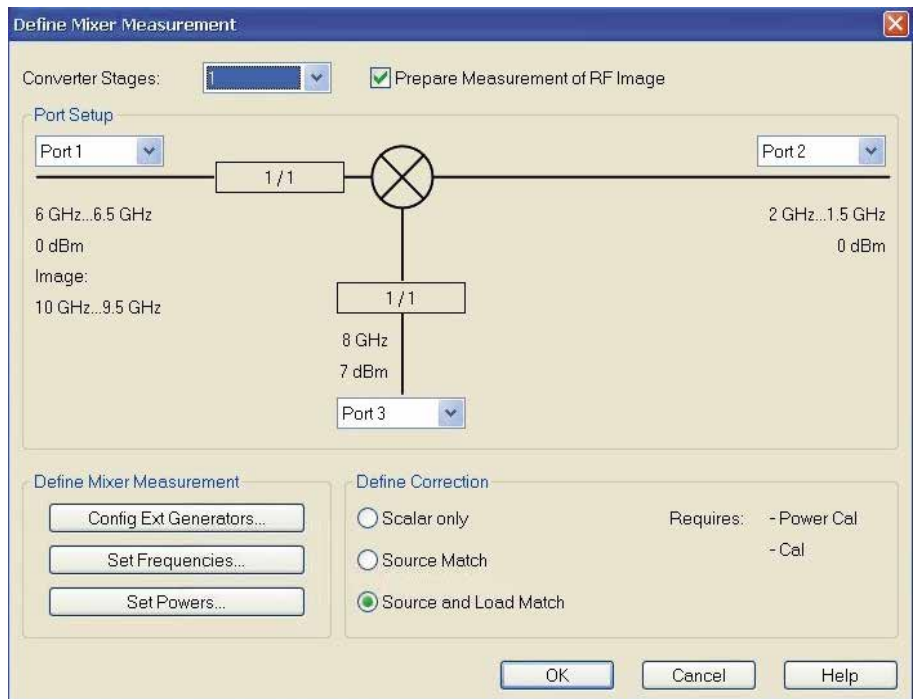 Define Mixer Measurement
Converter Stages: 1 Prepare Measurement of RF Image
Port Setup
Port 1 Port 2
1 / 1
6 GHz...6.5 GHz 2 GHz...1.5 GHz
0 dBm 0 dBm
Image:
10 GHz...9.5 GHz
1 / 1
8 GHz
7 dBm
Port 3
Define Mixer Measurement
Config Ext Generators...
Set Frequencies...
Set Powers...
Define Correction
Scalar only Requires: - Power Cal
- Cal
Source Match
Source and Load Match
OK Cancel Help